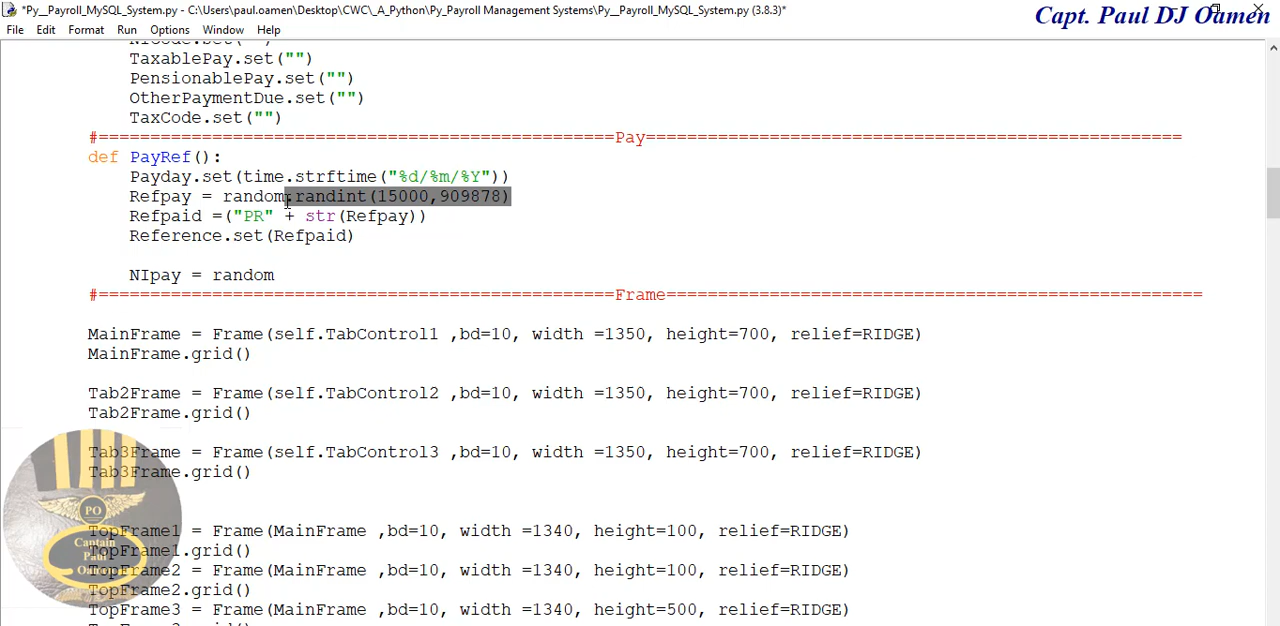 *Py__Payroll_MySQL_System.py - C:\Users\paul.oamen\Desktop\CWC\_A_Python\Py_Payroll Management Systems\Py__Payroll_MySQL_System.py (3.8.3)*
Capt. Paul DJ Oamen
File Edit Format Run Options Window Help
TaxablePay.set("")
PensionablePay.set("")
OtherPaymentDue.set("")
TaxCode.set("")
#==================================================Pay====================================================
def PayRef():
Payday.set(time.strftime("%d/%m/%Y"))
Refpay = random.randint(15000,909878)
Refpaid =("PR" + str(Refpay))
Reference.set(Refpaid)
NIpay = random
#==================================================Frame====================================================
MainFrame = Frame(self.TabControl1 ,bd=10, width =1350, height=700, relief=RIDGE)
MainFrame.grid()
Tab2Frame = Frame(self.TabControl2 ,bd=10, width =1350, height=700, relief=RIDGE)
Tab2Frame.grid()
Tab3Frame = Frame(self.TabControl3 ,bd=10, width =1350, height=700, relief=RIDGE)
Tab3Frame.grid()
TopFrame1 = Frame(MainFrame ,bd=10, width =1340, height=100, relief=RIDGE)
TopFrame1.grid()
TopFrame2 = Frame(MainFrame ,bd=10, width =1340, height=100, relief=RIDGE)
TopFrame2.grid()
TopFrame3 = Frame(MainFrame ,bd=10, width =1340, height=500, relief=RIDGE)
PO
Captain
Paul